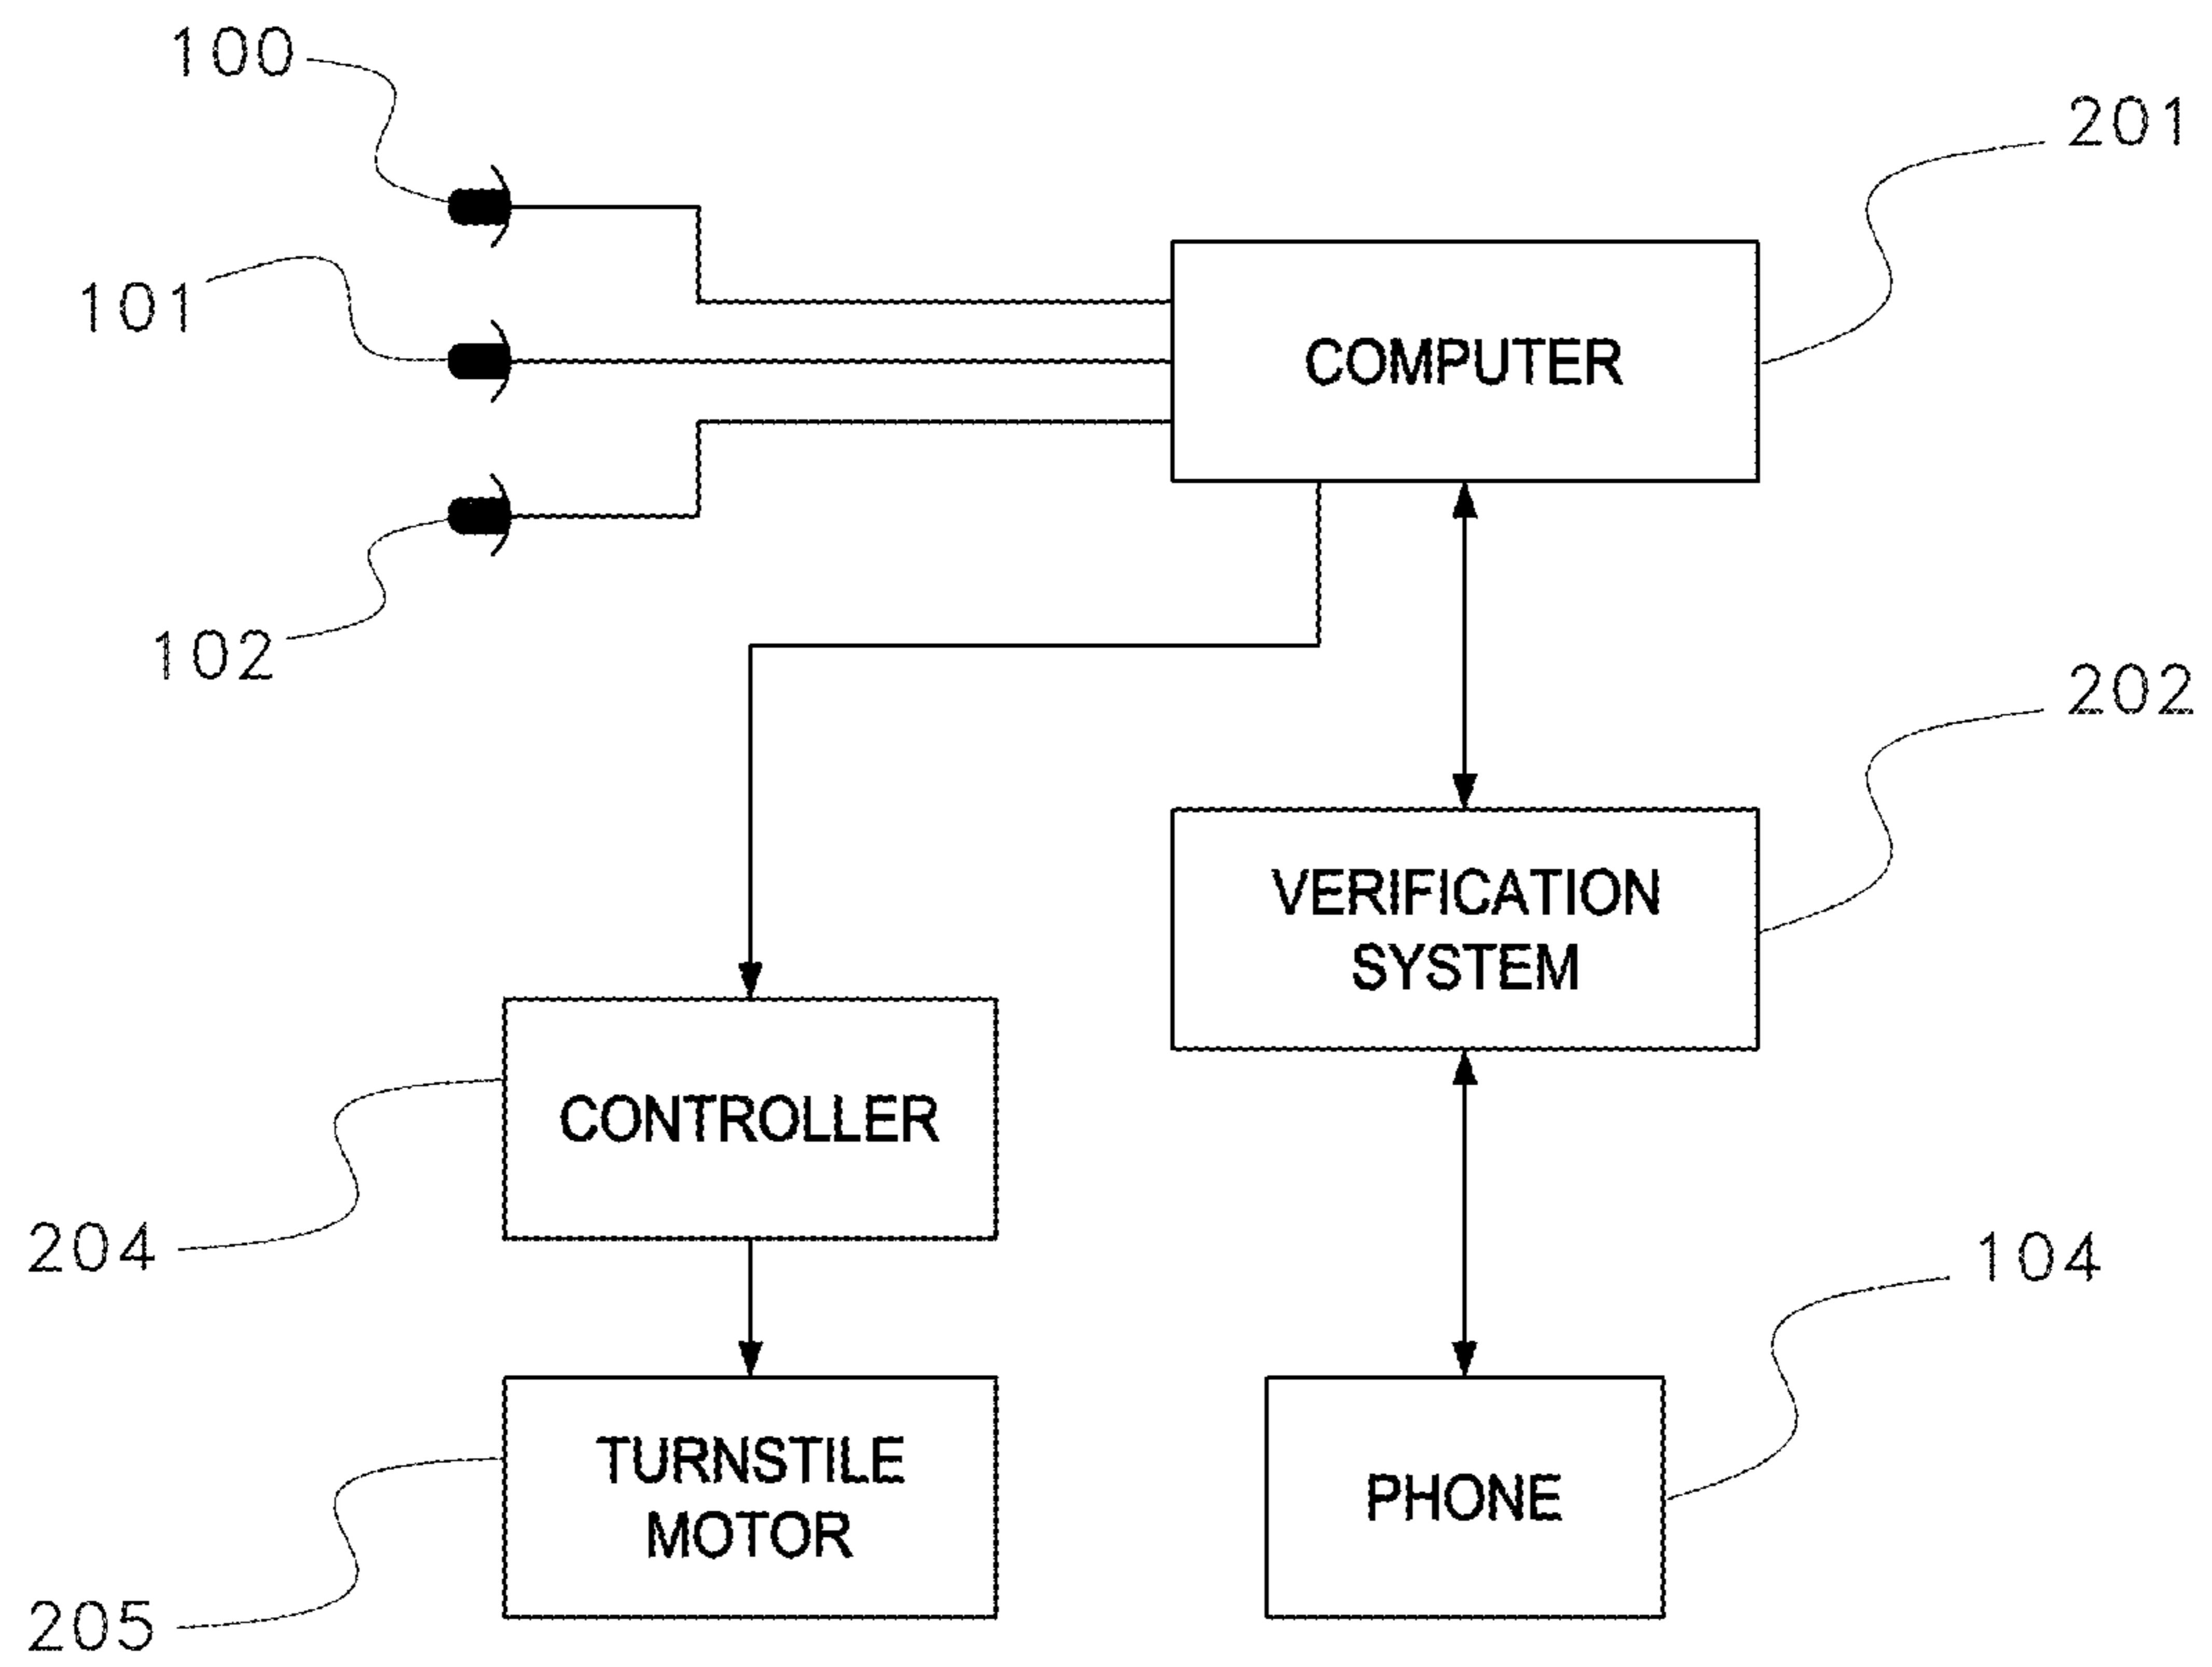 100
201
101
COMPUTER
102
202
VERIFICATION
SYSTEM
CONTROLLER
204
104
TURNSTILE
MOTOR
PHONE
205